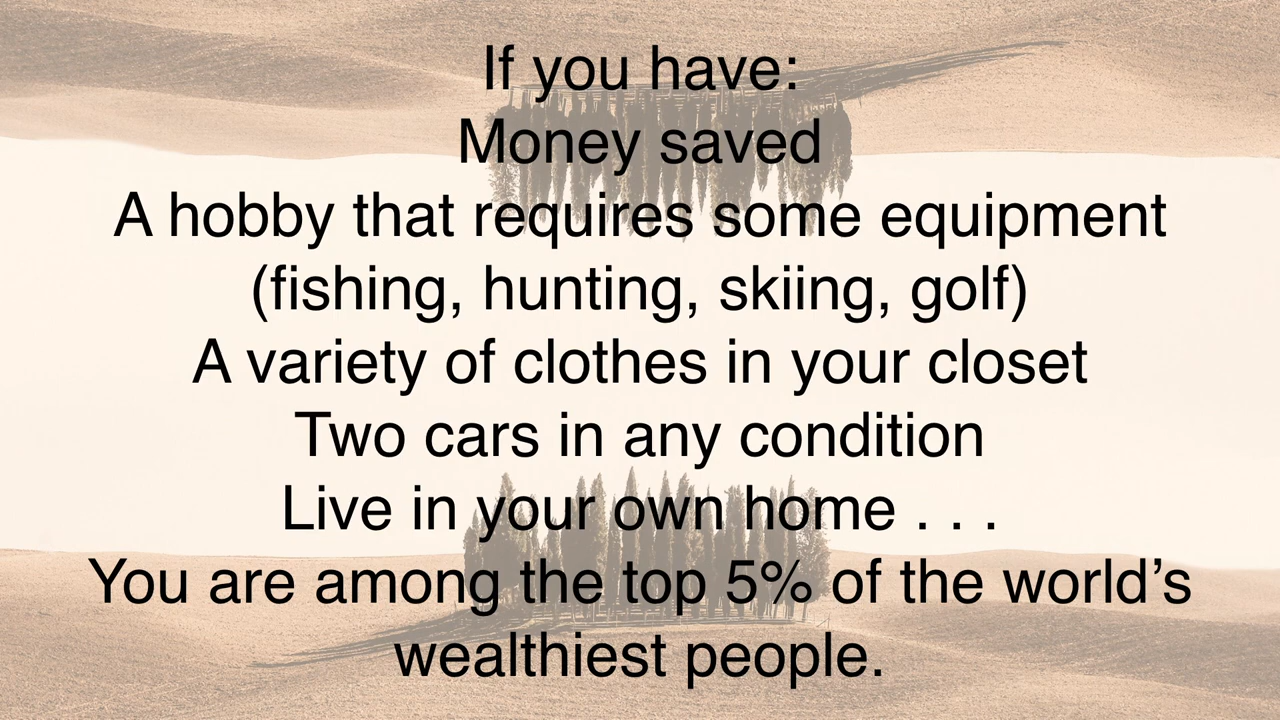 If you have:
Money saved
A hobby that requires some equipment
(fishing, hunting, skiing, golf)
A variety of clothes in your closet
Two cars in any condition
Live in your own home . . .
You are among the top 5% of the world’s
wealthiest people.